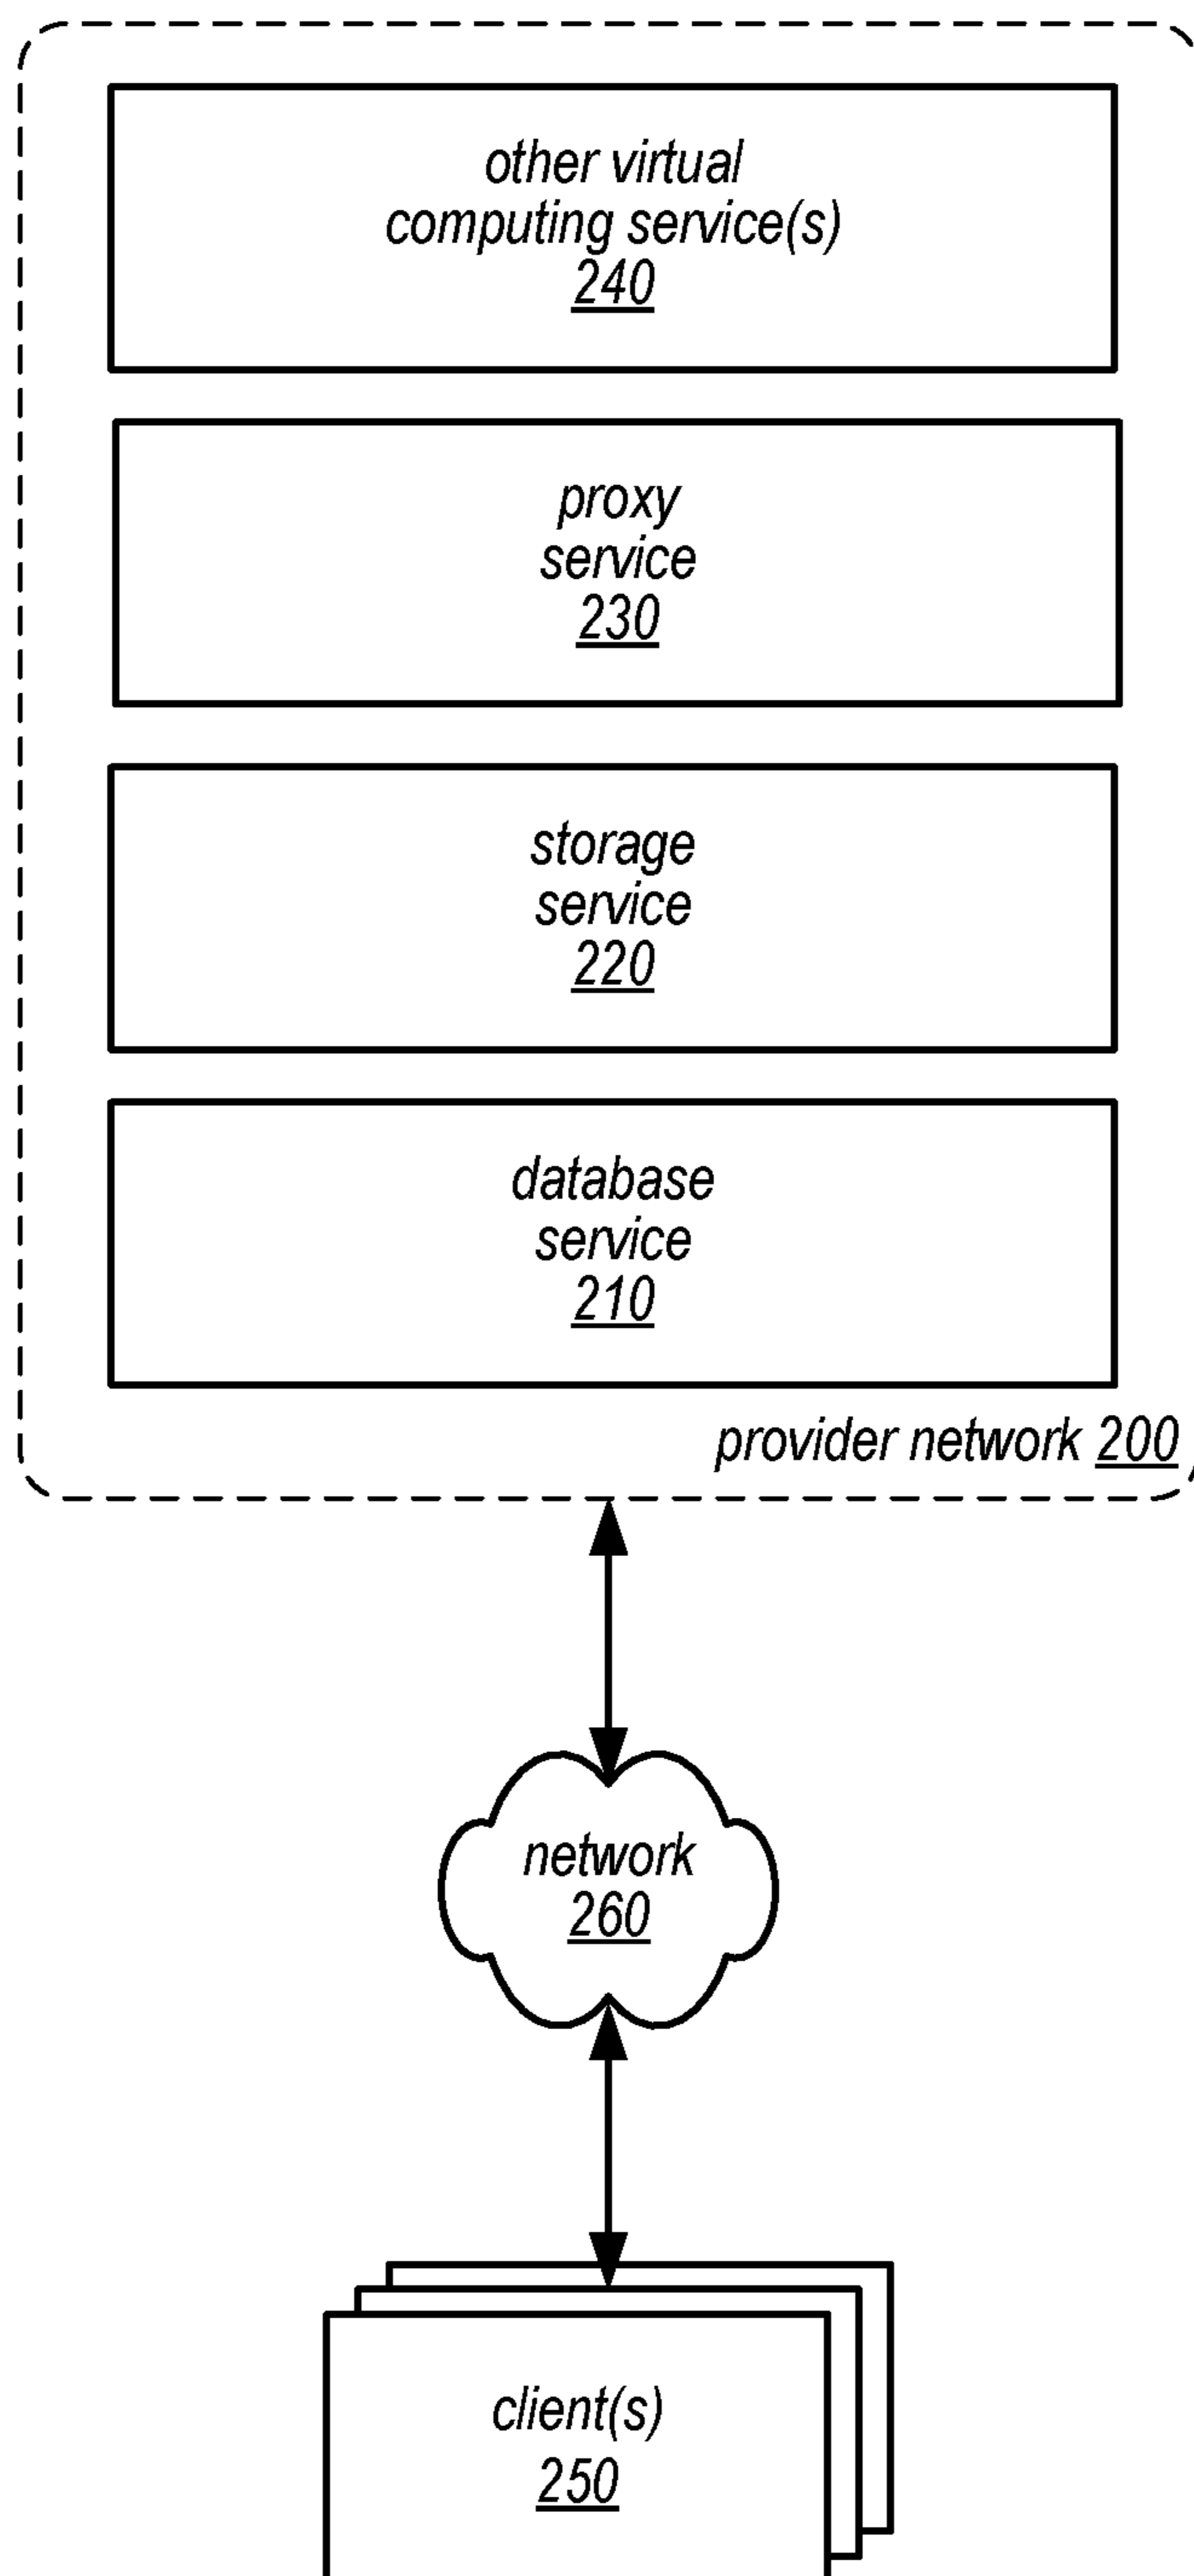 other virtual
computing service(s)
240
proxy
service
230
storage
service
220
database
service
210
provider network 200
network
260
client(s)
250